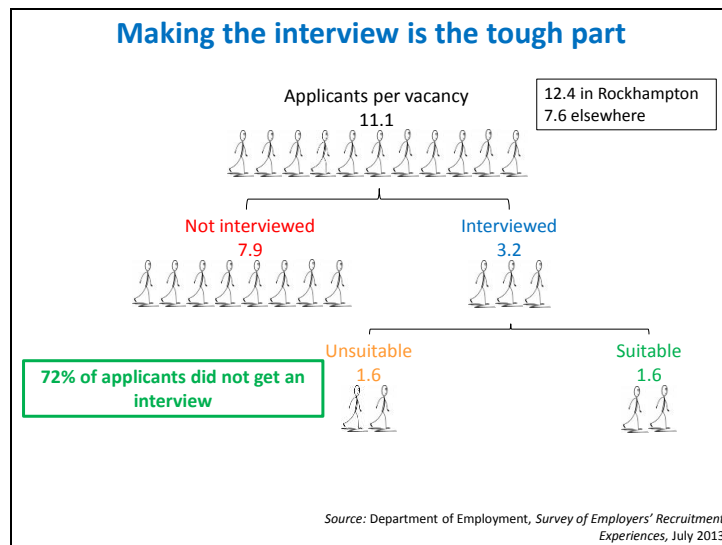 Making the interview is the tough part
Applicants per vacancy
11.1
12.4 in Rockhampton
7.6 elsewhere
Not interviewed
7.9
Interviewed
3.2
Unsuitable
1.6
Suitable
1.6
72% of applicants did not get an
interview
Source: Department of Employment, Survey of Employers' Recruitment
Experiences, July 2013